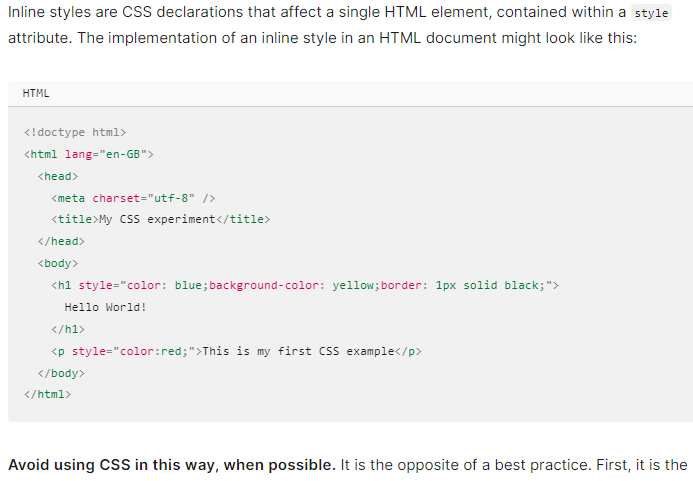 Inline styles are CSS declarations that affect a single HTML element, contained within a style
attribute. The implementation of an inline style in an HTML document might look like this:
HTML
<!doctype html>
<html lang="en-GB">
  <head>
    <meta charset="utf-8" />
    <title>My CSS experiment</title>
  </head>
  <body>
    <h1 style="color: blue;background-color: yellow;border: 1px solid black;">
      Hello World!
    </h1>
    <p style="color:red;">This is my first CSS example</p>
  </body>
</html>
Avoid using CSS in this way, when possible. It is the opposite of a best practice. First, it is the